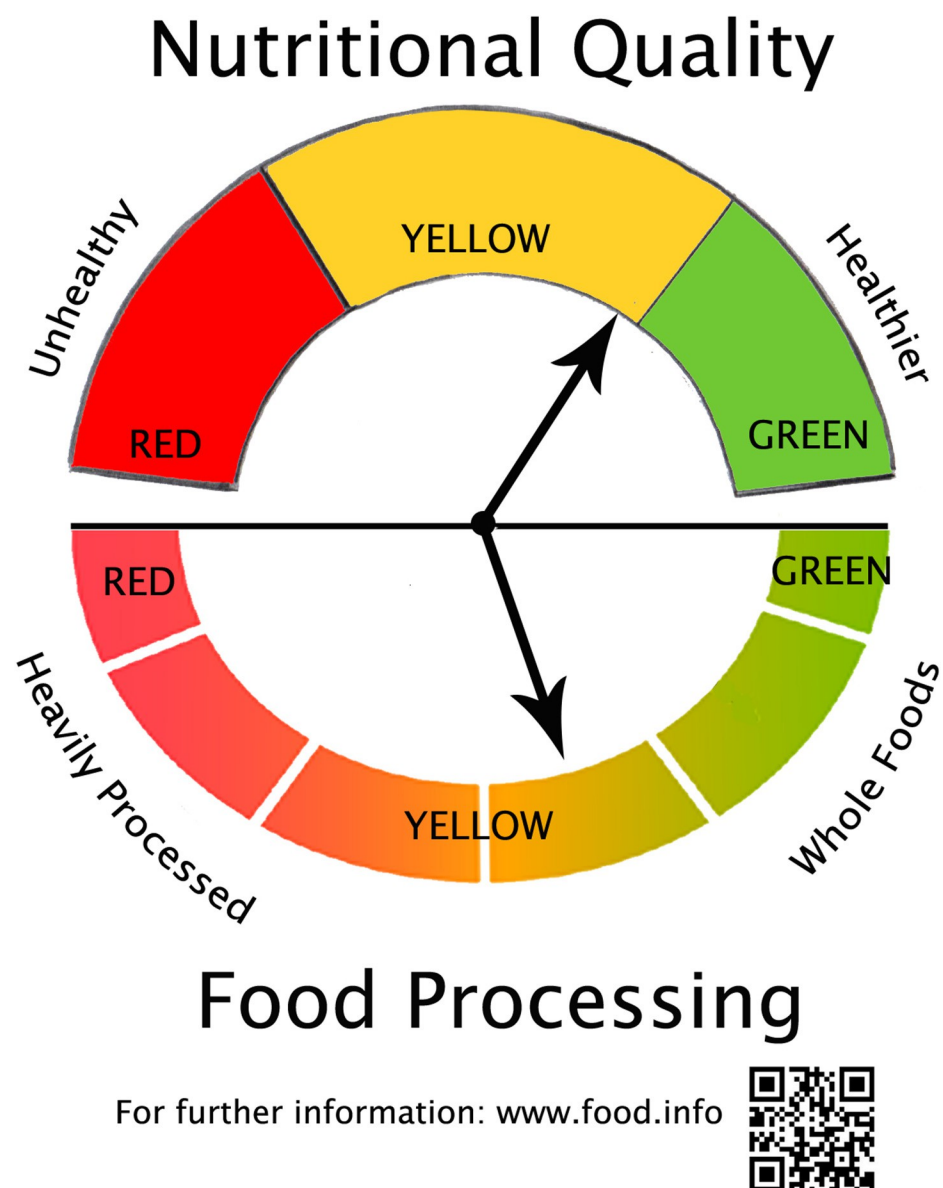 Nutritional Quality
Unhealthy
YELLOW
Healthier
RED
GREEN
RED
GREEN
Heavily Processed
YELLOW
Whole Foods
Food Processing
For further information: www.food.info